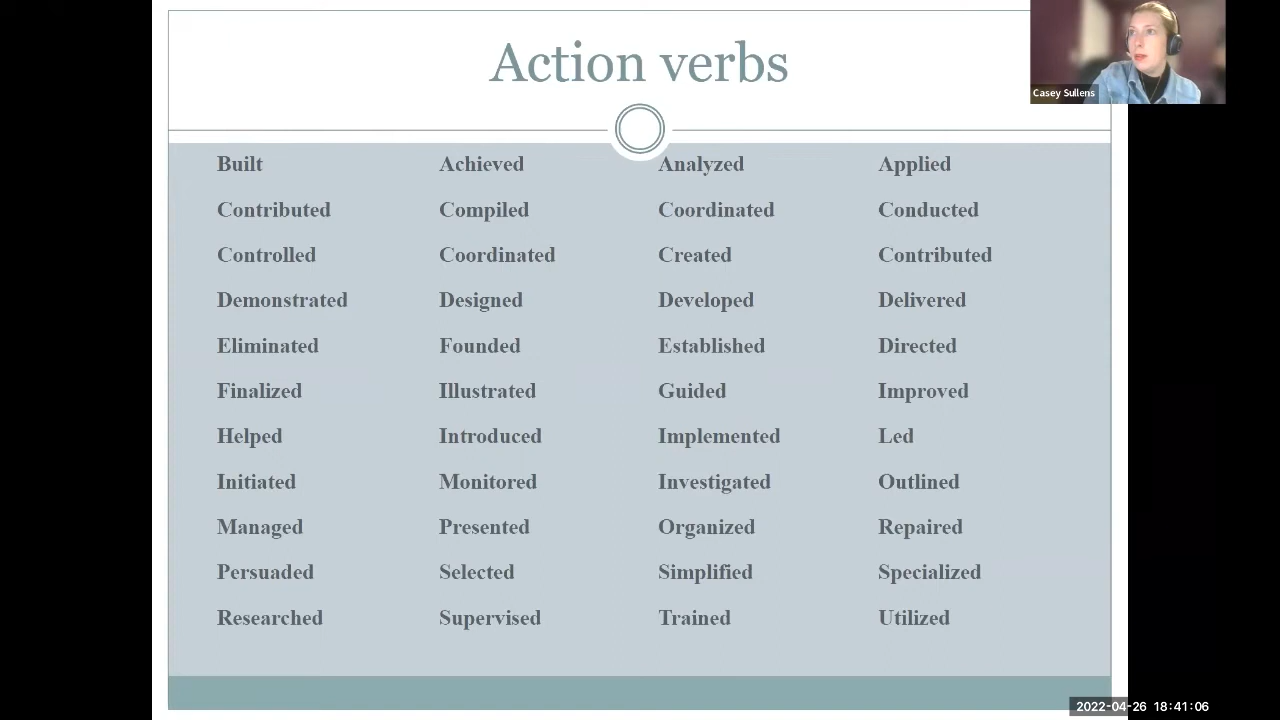 Action verbs
Casey Sullens
Built Achieved Analyzed Applied
Contributed Compiled Coordinated Conducted
Controlled Coordinated Created Contributed
Demonstrated Designed Developed Delivered
Eliminated Founded Established Directed
Finalized Illustrated Guided Improved
Helped Introduced Implemented Led
Initiated Monitored Investigated Outlined
Managed Presented Organized Repaired
Persuaded Selected Simplified Specialized
Researched Supervised Trained Utilized
2022-04-26 18:41:06